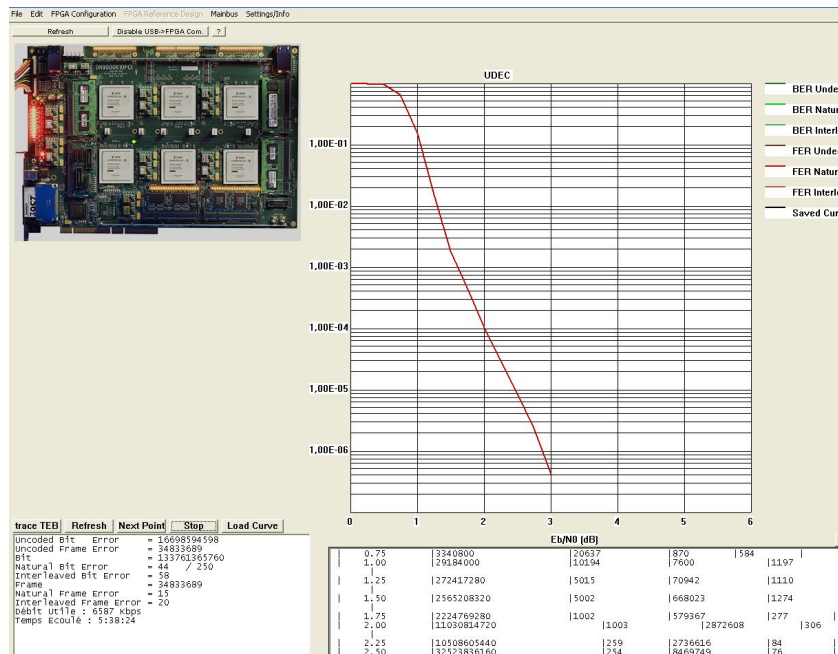 File Edit FPGA Configuration FPGA Reference Design Mainbus Settings/Info
Refresh Disable USB->FPGA Com. ?
DN9000K10PCI
UDEC
BER Unde
BER Natur
BER Interl
FER Unde
FER Natur
FER Interl
Saved Cur
1,00E-01
1,00E-02
1,00E-03
1,00E-04
1,00E-05
1,00E-06
0 1 2 3 4 5 6
Eb/N0 (dB)
trace TEB Refresh Next Point Stop Load Curve
Uncoded Bit Error = 16698594598
Uncoded Frame Error = 34833689
Bit = 133761365760
Natural Bit Error = 44 / 250
Interleaved Bit Error = 58
Frame = 34833689
Natural Frame Error = 15
Interleaved Frame Error = 20
Débit Utile : 6587 Kbps
Temps Ecoulé : 5:38:24
| 0.75 |3340800 |20637 |870 |584 |
| 1.00 |29184000 |10194 |7600 |1197
|
| 1.25 |272417280 |5015 |70942 |1110
|
| 1.50 |2565208320 |5002 |668023 |1274
|
| 1.75 |2224769280 |1002 |579367 |277 |
| 2.00 |11030814720 |1003 |2872608 |306
|
| 2.25 |10508605440 |259 |2736616 |84 |
| 2.50 |32523836160 |254 |8469749 |76 |